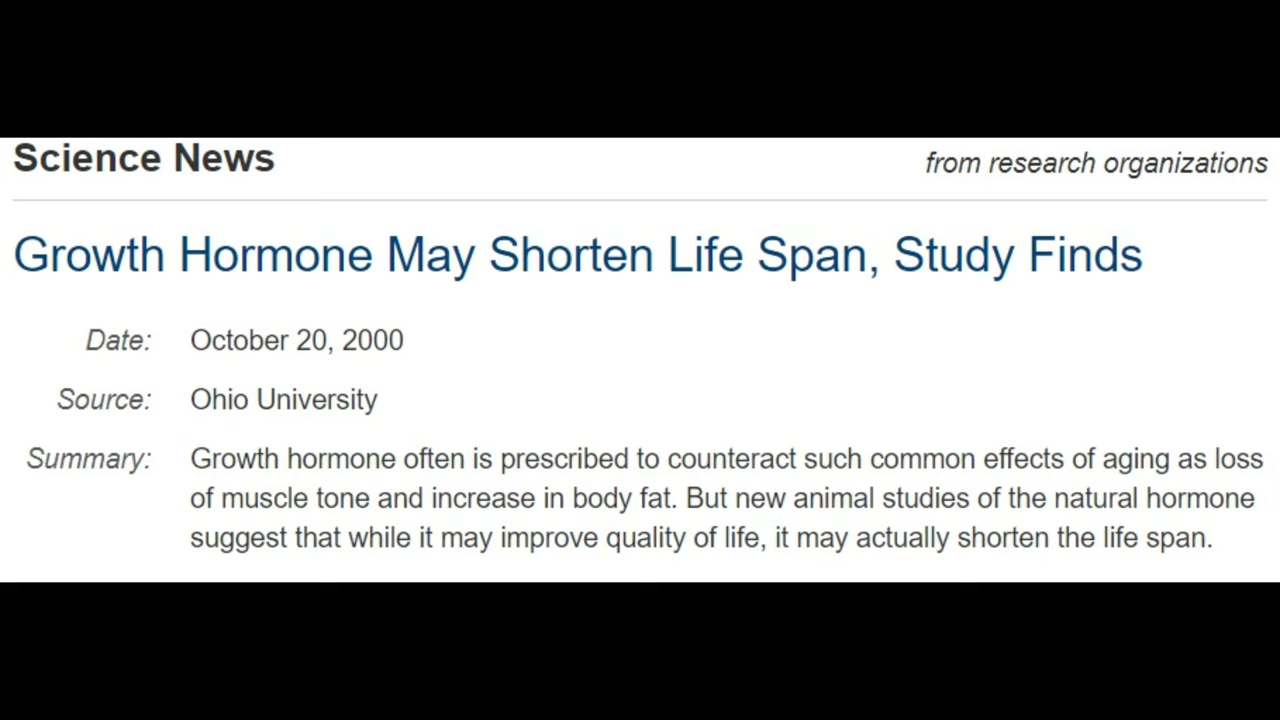 Science News
from research organizations
Growth Hormone May Shorten Life Span, Study Finds
Date: October 20, 2000
Source: Ohio University
Summary: Growth hormone often is prescribed to counteract such common effects of aging as loss
of muscle tone and increase in body fat. But new animal studies of the natural hormone
suggest that while it may improve quality of life, it may actually shorten the life span.